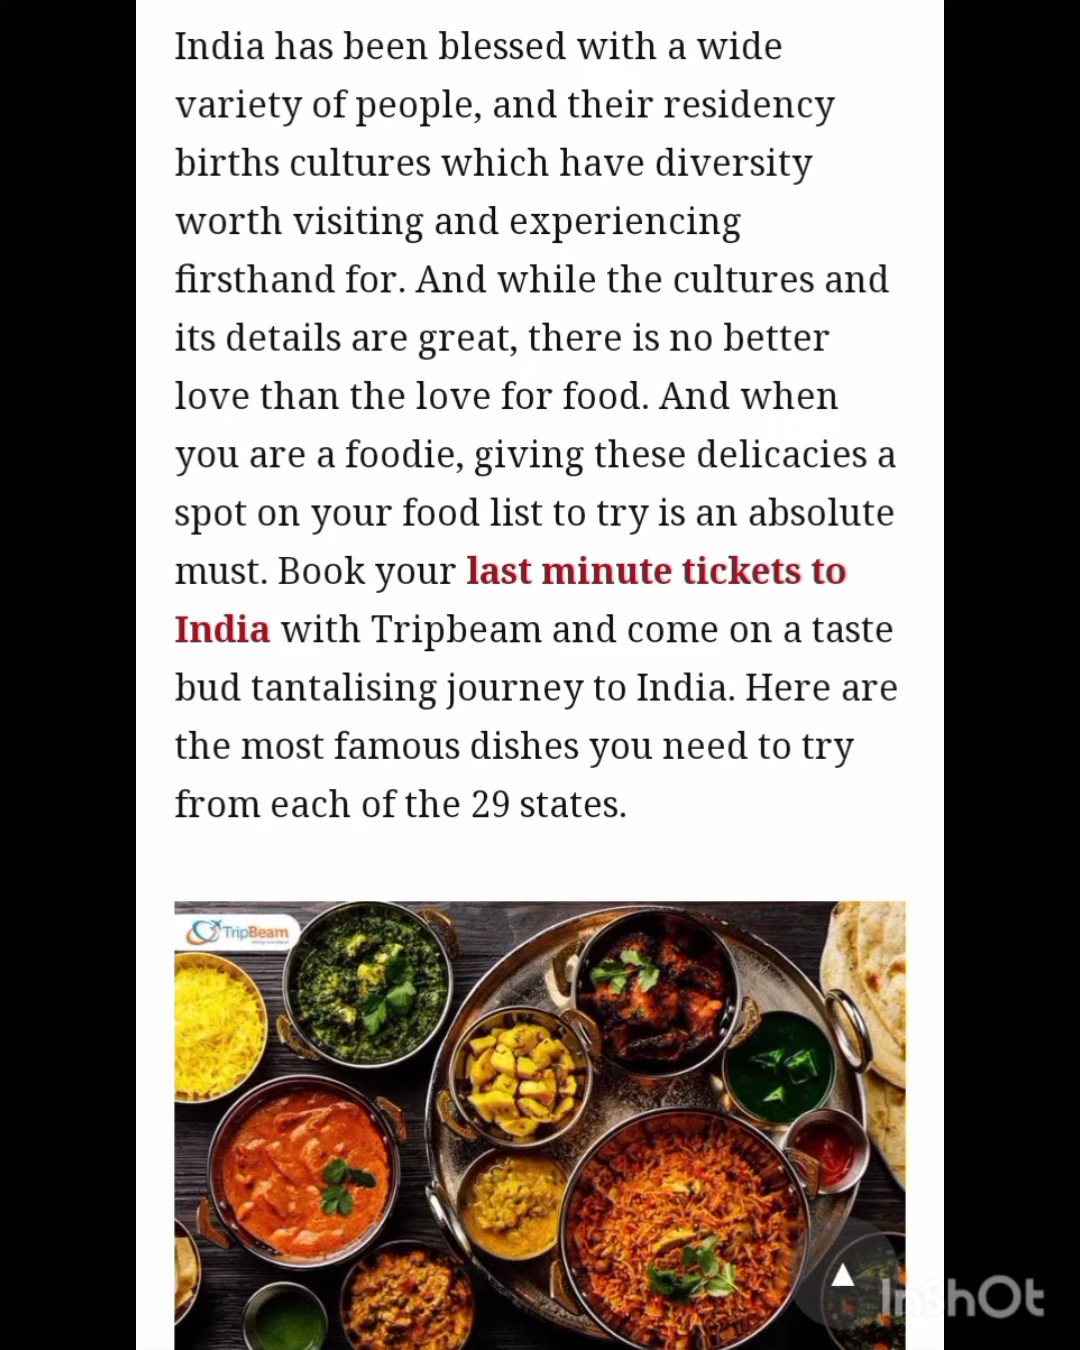 India has been blessed with a wide
variety of people, and their residency
births cultures which have diversity
worth visiting and experiencing
firsthand for. And while the cultures and
its details are great, there is no better
love than the love for food. And when
you are a foodie, giving these delicacies a
spot on your food list to try is an absolute
must. Book your last minute tickets to
India with Tripbeam and come on a taste
bud tantalising journey to India. Here are
the most famous dishes you need to try
from each of the 29 states.
TripBeam
InShOt